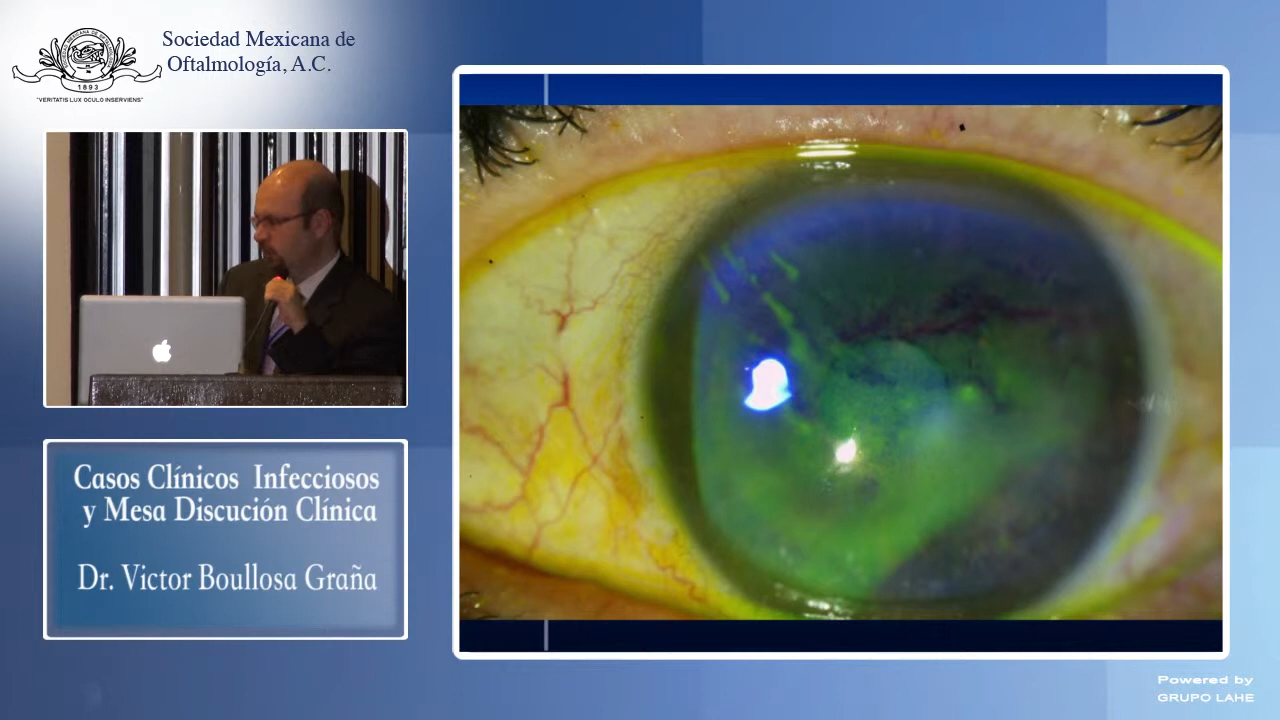 Sociedad Mexicana de
Oftalmología, A.C.
1893
"VERITATIS LUX OCULO INSERVIENS"
Casos Clínicos Infecciosos
y Mesa Discución Clínica
Dr. Victor Boullosa Graña
Powered by
GRUPO LAHE